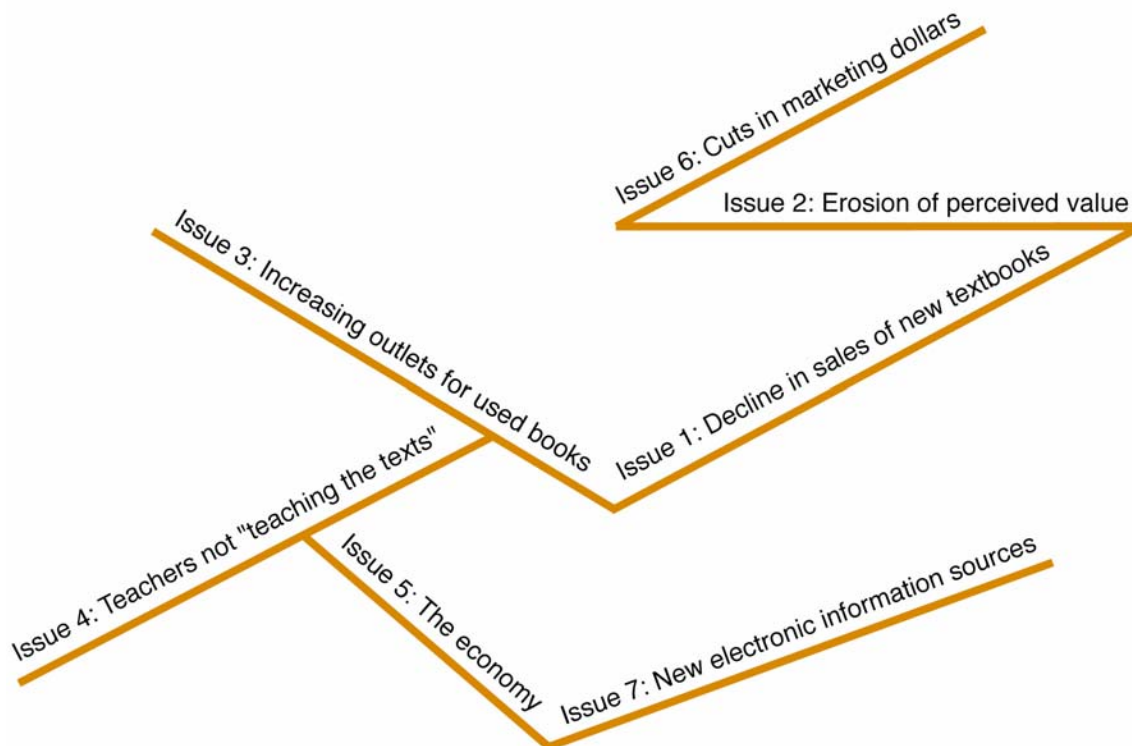 Issue 6: Cuts in marketing dollars
Issue 2: Erosion of perceived value
Issue 3: Increasing outlets for used books
Issue 1: Decline in sales of new textbooks
Issue 4: Teachers not "teaching the texts"
Issue 5: The economy
Issue 7: New electronic information sources